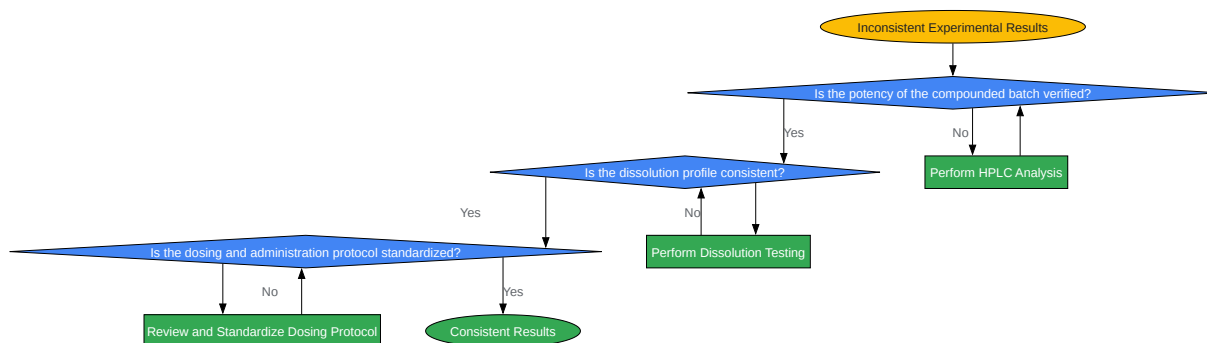 Inconsistent Experimental Results
Is the potency of the compounded batch verified?
Yes
No
Perform HPLC Analysis
Is the dissolution profile consistent?
Yes
No
Perform Dissolution Testing
Is the dosing and administration protocol standardized?
No
Yes
Review and Standardize Dosing Protocol
Consistent Results